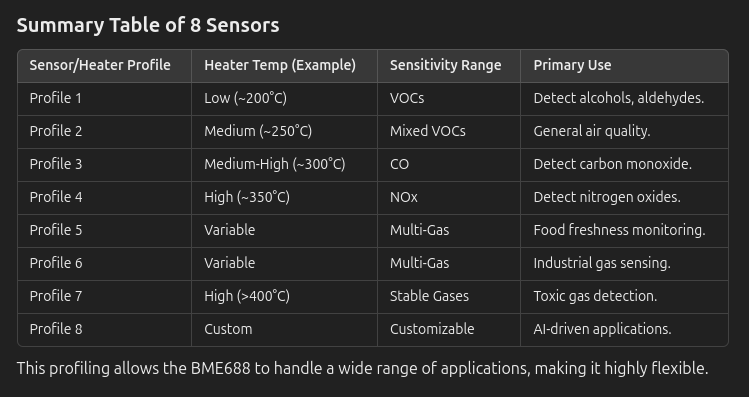 Summary Table of 8 Sensors
Sensor/Heater Profile Heater Temp (Example) Sensitivity Range Primary Use
Profile 1 Low (~200°C) VOCs Detect alcohols, aldehydes.
Profile 2 Medium (~250°C) Mixed VOCs General air quality.
Profile 3 Medium-High (~300°C) CO Detect carbon monoxide.
Profile 4 High (~350°C) NOx Detect nitrogen oxides.
Profile 5 Variable Multi-Gas Food freshness monitoring.
Profile 6 Variable Multi-Gas Industrial gas sensing.
Profile 7 High (>400°C) Stable Gases Toxic gas detection.
Profile 8 Custom Customizable AI-driven applications.
This profiling allows the BME688 to handle a wide range of applications, making it highly flexible.